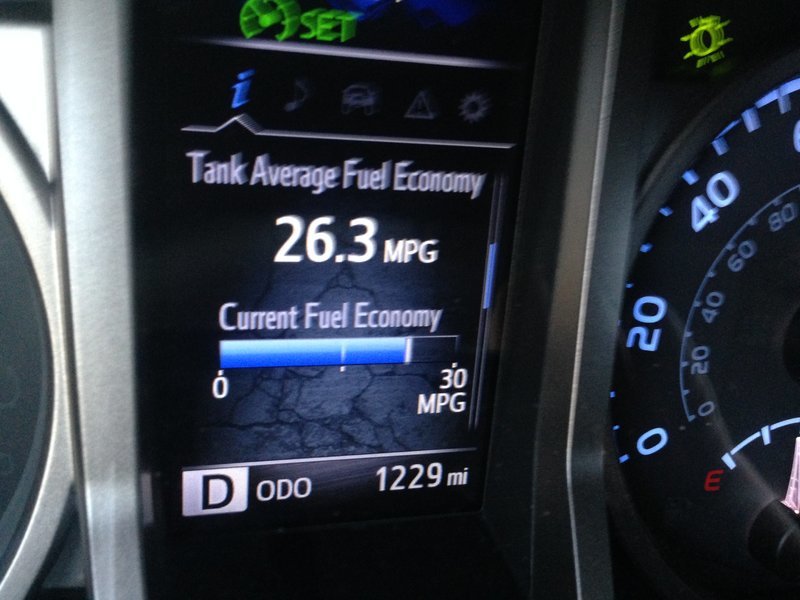 SET
i
Tank Average Fuel Economy
26.3 MPG
Current Fuel Economy
0 30
MPG
D ODO 1229 mi
40
20
0
80
60
40
20
0
E